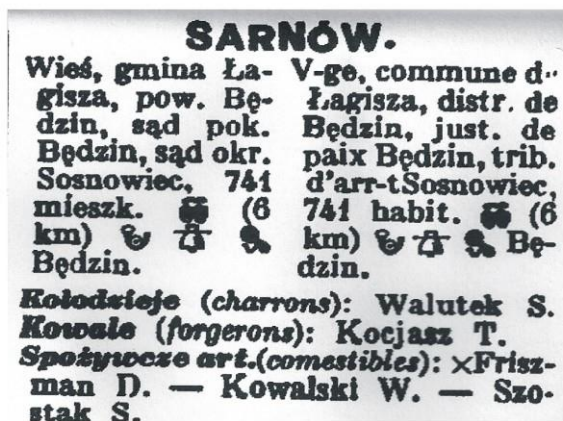 SARNÓW.
Wieś, gmina Ła-
gisza, pow. Bę-
dzin, sąd pok.
Będzin, sąd okr.
Sosnowiec, 741
mieszk. (6
km)
Będzin.
V-ge, commune d..
Łagisza, distr. de
Będzin, just. de
paix Będzin, trib.
d'arr-tSosnowiec,
741 habit. (6
km) Bę-
dzin.
Kołodzieje (charrons): Walutek S.
Kowale (forgerons): Kocjasz T.
Spożywcze art.(comestibles): ×Frisz-
man D. — Kowalski W. — Szo-
stak S.